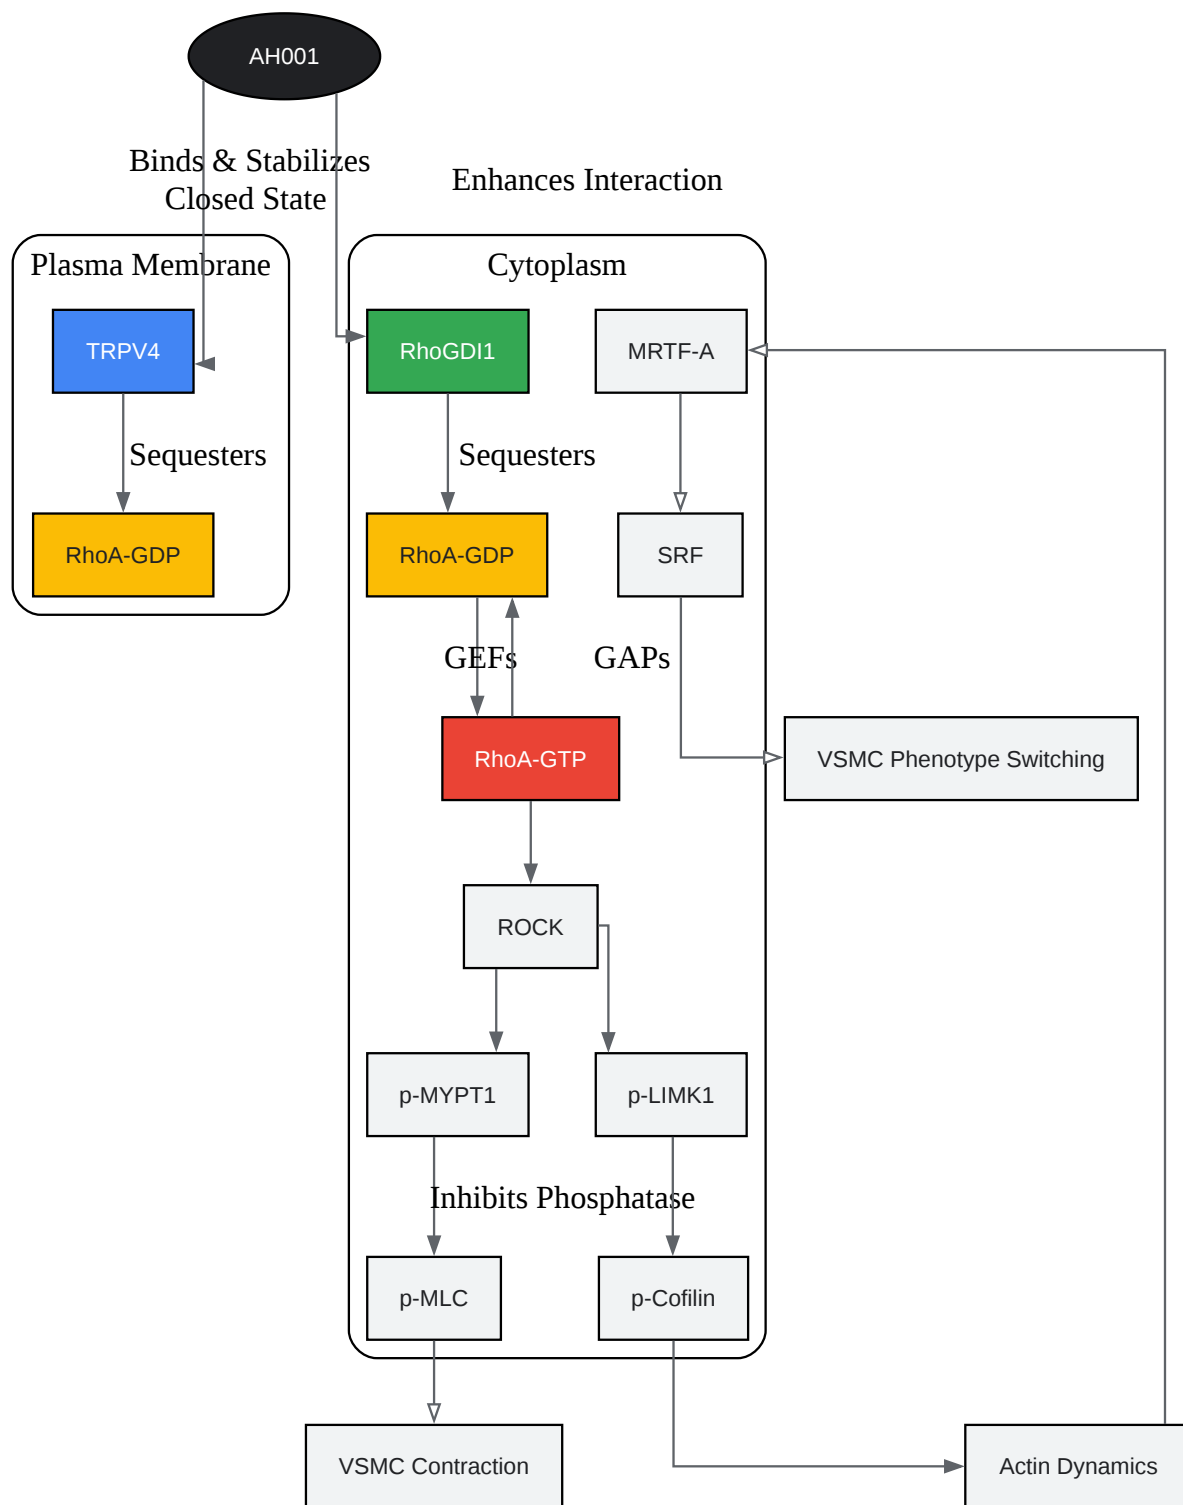 AH001
Binds & Stabilizes
Closed State
Enhances Interaction
Plasma Membrane
Cytoplasm
TRPV4
RhoGDI1
MRTF-A
Sequesters
Sequesters
RhoA-GDP
RhoA-GDP
SRF
GEFs
GAPs
RhoA-GTP
VSMC Phenotype Switching
ROCK
p-MYPT1
p-LIMK1
Inhibits Phosphatase
p-MLC
p-Cofilin
VSMC Contraction
Actin Dynamics